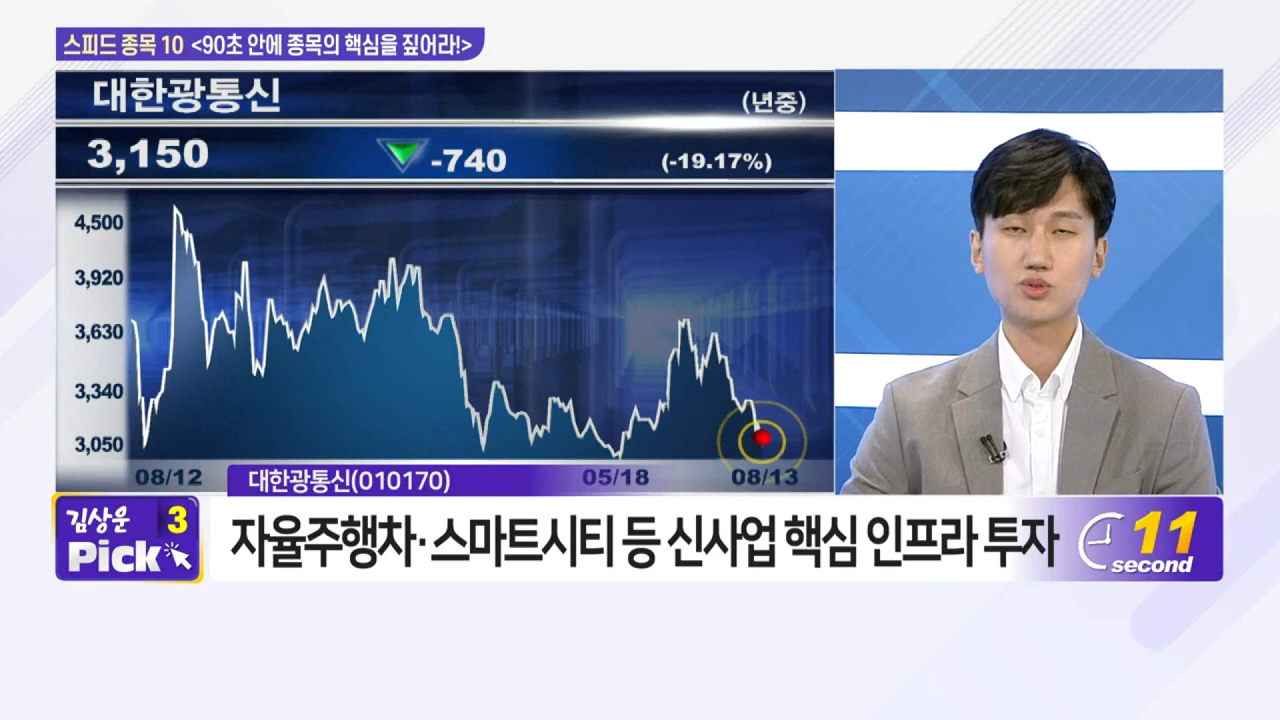 스피드 종목 10 <90초 안에 종목의 핵심을 짚어라!>
대한광통신
(년중)
3,150 -740 (-19.17%)
4,500
3,920
3,630
3,340
3,050
08/12 05/18 08/13
대한광통신(010170)
김상운 3
Pick
자율주행차·스마트시티 등 신사업 핵심 인프라 투자
11
second